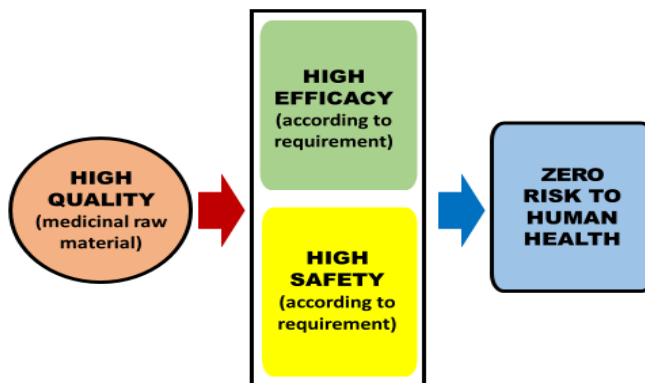 HIGH
QUALITY
(medicinal raw
material)
HIGH
EFFICACY
(according to
requirement)
HIGH
SAFETY
(according to
requirement)
ZERO
RISK TO
HUMAN
HEALTH